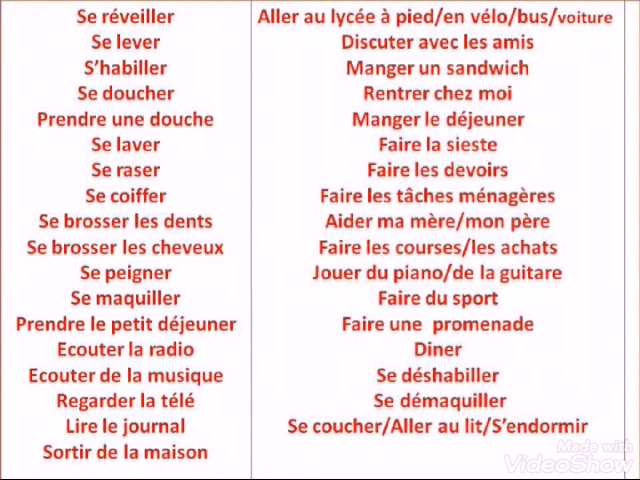 Se réveiller
Se lever
S'habiller
Se doucher
Prendre une douche
Se laver
Se raser
Se coiffer
Se brosser les dents
Se brosser les cheveux
Se peigner
Se maquiller
Prendre le petit déjeuner
Ecouter la radio
Ecouter de la musique
Regarder la télé
Lire le journal
Sortir de la maison
Aller au lycée à pied/en vélo/bus/voiture
Discuter avec les amis
Manger un sandwich
Rentrer chez moi
Manger le déjeuner
Faire la sieste
Faire les devoirs
Faire les tâches ménagères
Aider ma mère/mon père
Faire les courses/les achats
Jouer du piano/de la guitare
Faire du sport
Faire une promenade
Diner
Se déshabiller
Se démaquiller
Se coucher/Aller au lit/S'endormir
Made with
VideoShow